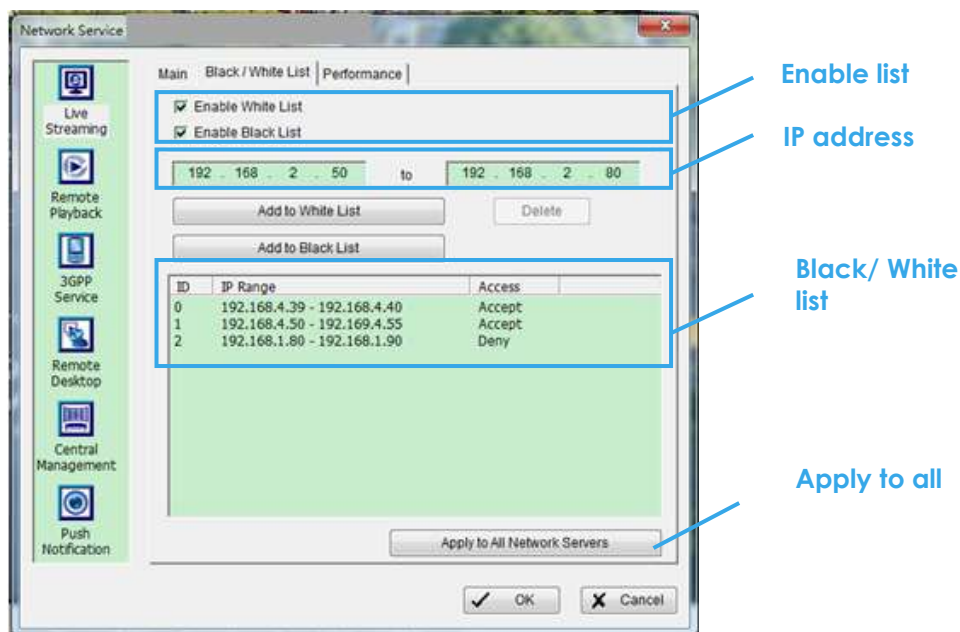 Network Service
Live
Streaming
Remote
Playback
3GPP
Service
Remote
Desktop
Central
Management
Push
Notification
Main Black / White List Performance
Enable White List
Enable Black List
192 . 168 . 2 . 50 to 192 . 168 . 2 . 80
Add to White List Delete
Add to Black List
ID IP Range Access
0 192.168.4.39 - 192.168.4.40 Accept
1 192.168.4.50 - 192.169.4.55 Accept
2 192.168.1.80 - 192.168.1.90 Deny
Apply to All Network Servers
OK Cancel
Enable list
IP address
Black/ White
list
Apply to all